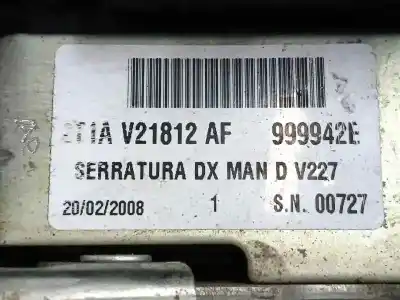 V21812 AF 999942E
SERRATURA DX MAN D V227
20/02/2008 1 S.N. 00727